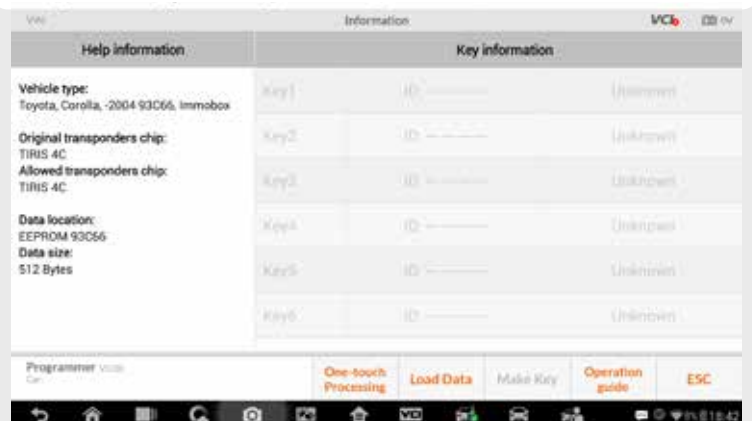 Information
VCI
Help information
Key information
Vehicle type:
Toyota, Corolla, -2004 93C66, Immobox
Original transponders chip:
TIRIS 4C
Allowed transponders chip:
TIRIS 4C
Data location:
EEPROM 93C66
Data size:
512 Bytes
Key1 ID: Unknown
Key2 ID: Unknown
Key3 ID: Unknown
Key4 ID: Unknown
Key5 ID: Unknown
Key6 ID: Unknown
Programmer
Car:
One-touch Processing
Load Data
Make Key
Operation guide
ESC
VCI